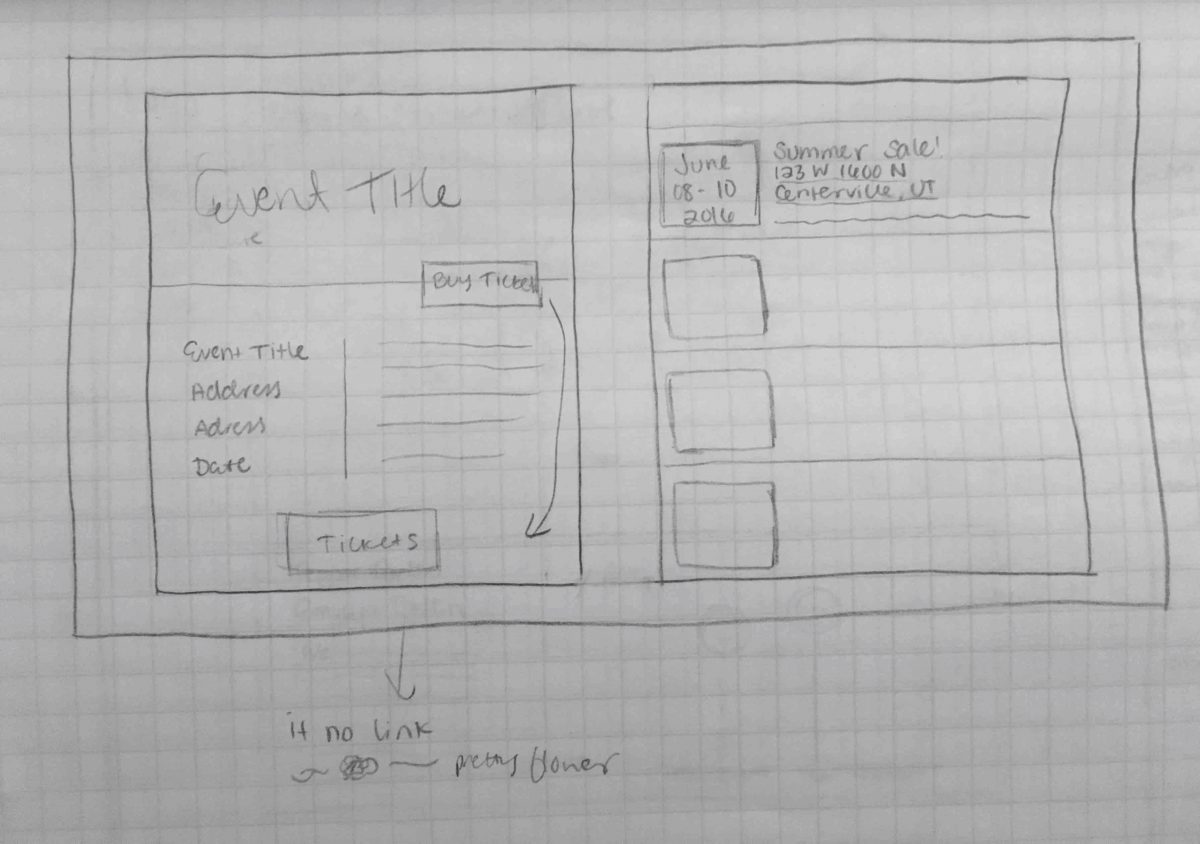 Event Title
Buy Ticket
Event Title
Address
Adress
Date
Tickets
June
08-10
2016
Summer Sale!
123 W 1600 N
Centerville, UT
if no link
pretty flower